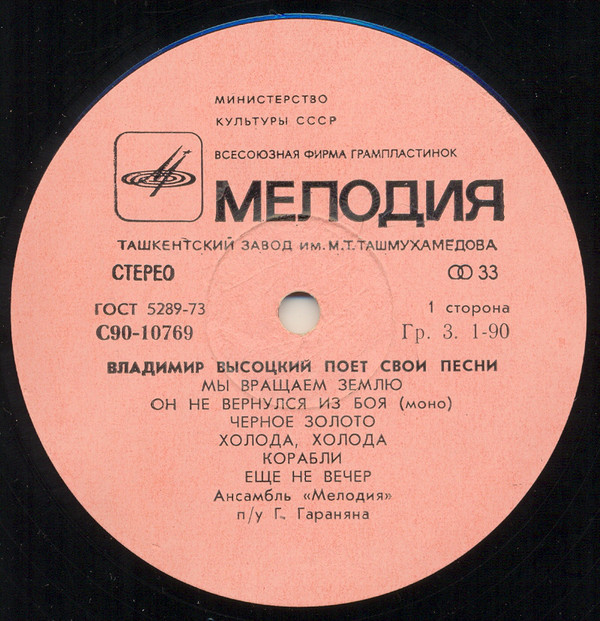 МИНИСТЕРСТВО
КУЛЬТУРЫ СССР
ВСЕСОЮЗНАЯ ФИРМА ГРАМПЛАСТИНОК
МЕЛОДИЯ
ТАШКЕНТСКИЙ ЗАВОД ИМ. М.Т. ТАШМУХАМЕДОВА
СТЕРЕО 33
ГОСТ 5289-73 1 сторона
С90-10769 Гр. 3. 1-90
ВЛАДИМИР ВЫСОЦКИЙ ПОЕТ СВОИ ПЕСНИ
МЫ ВРАЩАЕМ ЗЕМЛЮ
ОН НЕ ВЕРНУЛСЯ ИЗ БОЯ (моно)
ЧЕРНОЕ ЗОЛОТО
ХОЛОДА, ХОЛОДА
КОРАБЛИ
ЕЩЕ НЕ ВЕЧЕР
Ансамбль «Мелодия»
п/у Г. Гараняна